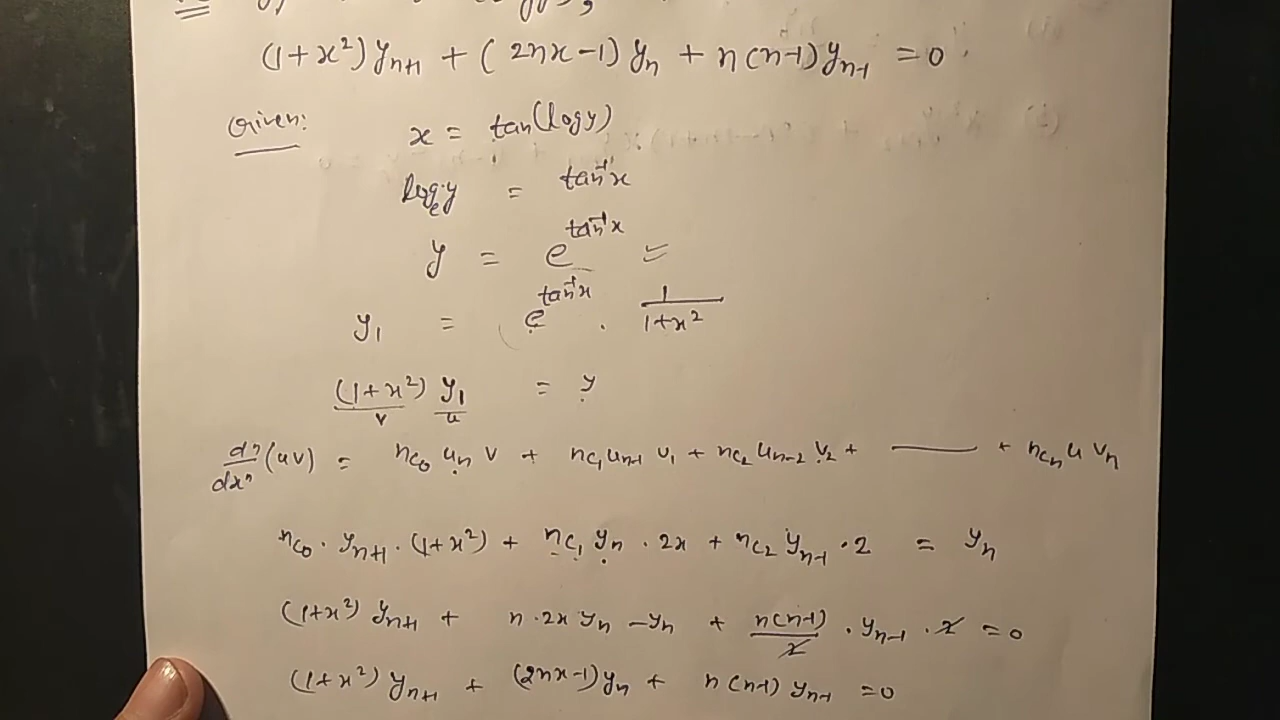 (1+x²) yₙ₊₁ + (2nx-1) yₙ + n(n-1) yₙ₋₁ = 0
Given: x = tan(log y)
logₑ y = tan⁻¹x
y = e^(tan⁻¹x)
y₁ = e^(tan⁻¹x) . 1/(1+x²)
(1+x²) y₁ = y
v u
dⁿ/dxⁿ (uv) = nc₀ uₙ v + nc₁ uₙ₋₁ v₁ + nc₂ uₙ₋₂ v₂ + —— + ncₙ u vₙ
nc₀ . yₙ₊₁ . (1+x²) + nc₁ yₙ . 2x + nc₂ yₙ₋₁ . 2 = yₙ
(1+x²) yₙ₊₁ + n . 2x yₙ - yₙ + n(n-1)/2 . yₙ₋₁ . 2 = 0
(1+x²) yₙ₊₁ + (2nx-1) yₙ + n(n-1) yₙ₋₁ = 0